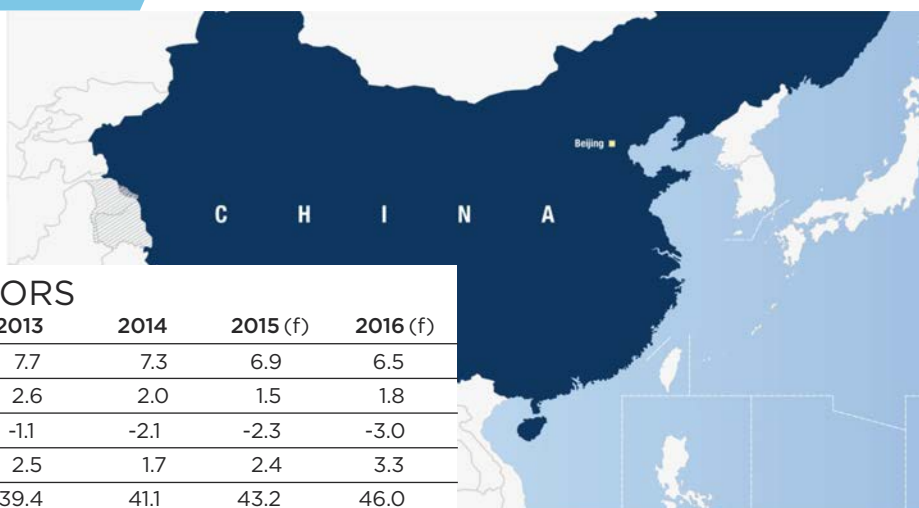 Beijing
C H I N A
ORS
2013 2014 2015 (f) 2016 (f)
7.7 7.3 6.9 6.5
2.6 2.0 1.5 1.8
-1.1 -2.1 -2.3 -3.0
2.5 1.7 2.4 3.3
39.4 41.1 43.2 46.0